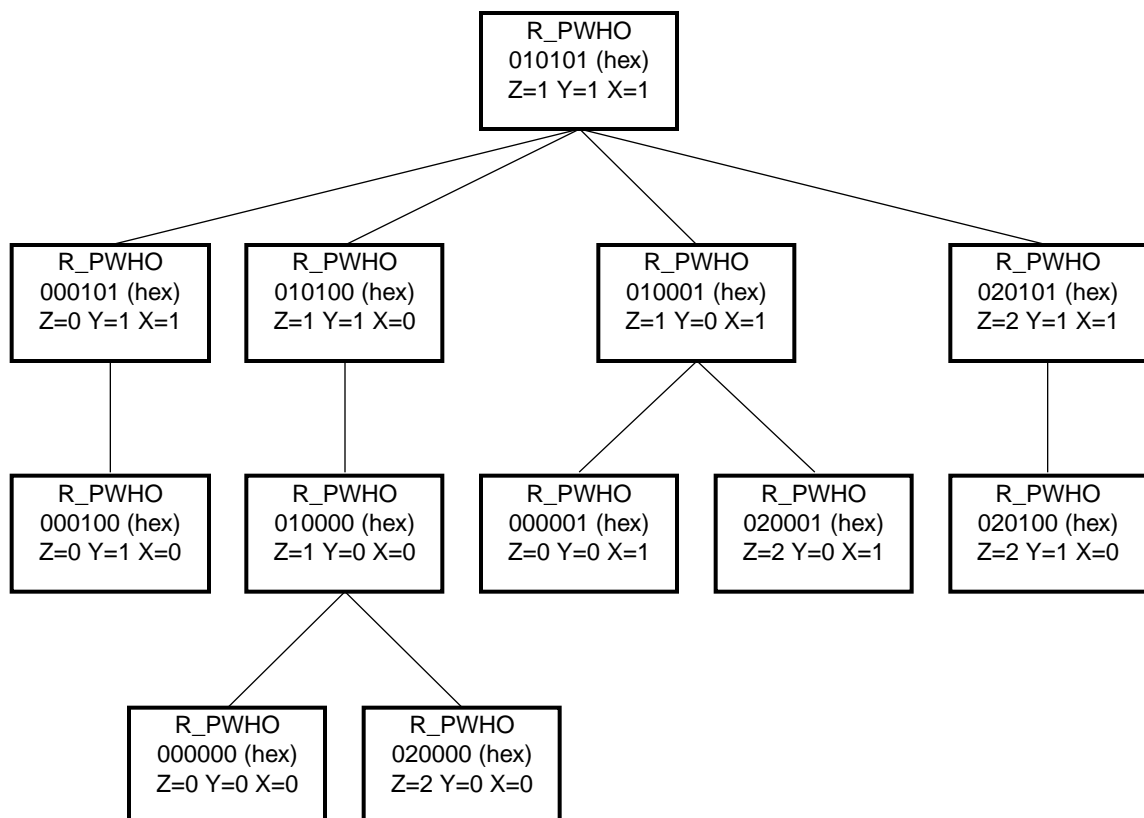 R_PWHO
010101 (hex)
Z=1 Y=1 X=1
R_PWHO
000101 (hex)
Z=0 Y=1 X=1
R_PWHO
010100 (hex)
Z=1 Y=1 X=0
R_PWHO
010001 (hex)
Z=1 Y=0 X=1
R_PWHO
020101 (hex)
Z=2 Y=1 X=1
R_PWHO
000100 (hex)
Z=0 Y=1 X=0
R_PWHO
010000 (hex)
Z=1 Y=0 X=0
R_PWHO
000001 (hex)
Z=0 Y=0 X=1
R_PWHO
020001 (hex)
Z=2 Y=0 X=1
R_PWHO
020100 (hex)
Z=2 Y=1 X=0
R_PWHO
000000 (hex)
Z=0 Y=0 X=0
R_PWHO
020000 (hex)
Z=2 Y=0 X=0